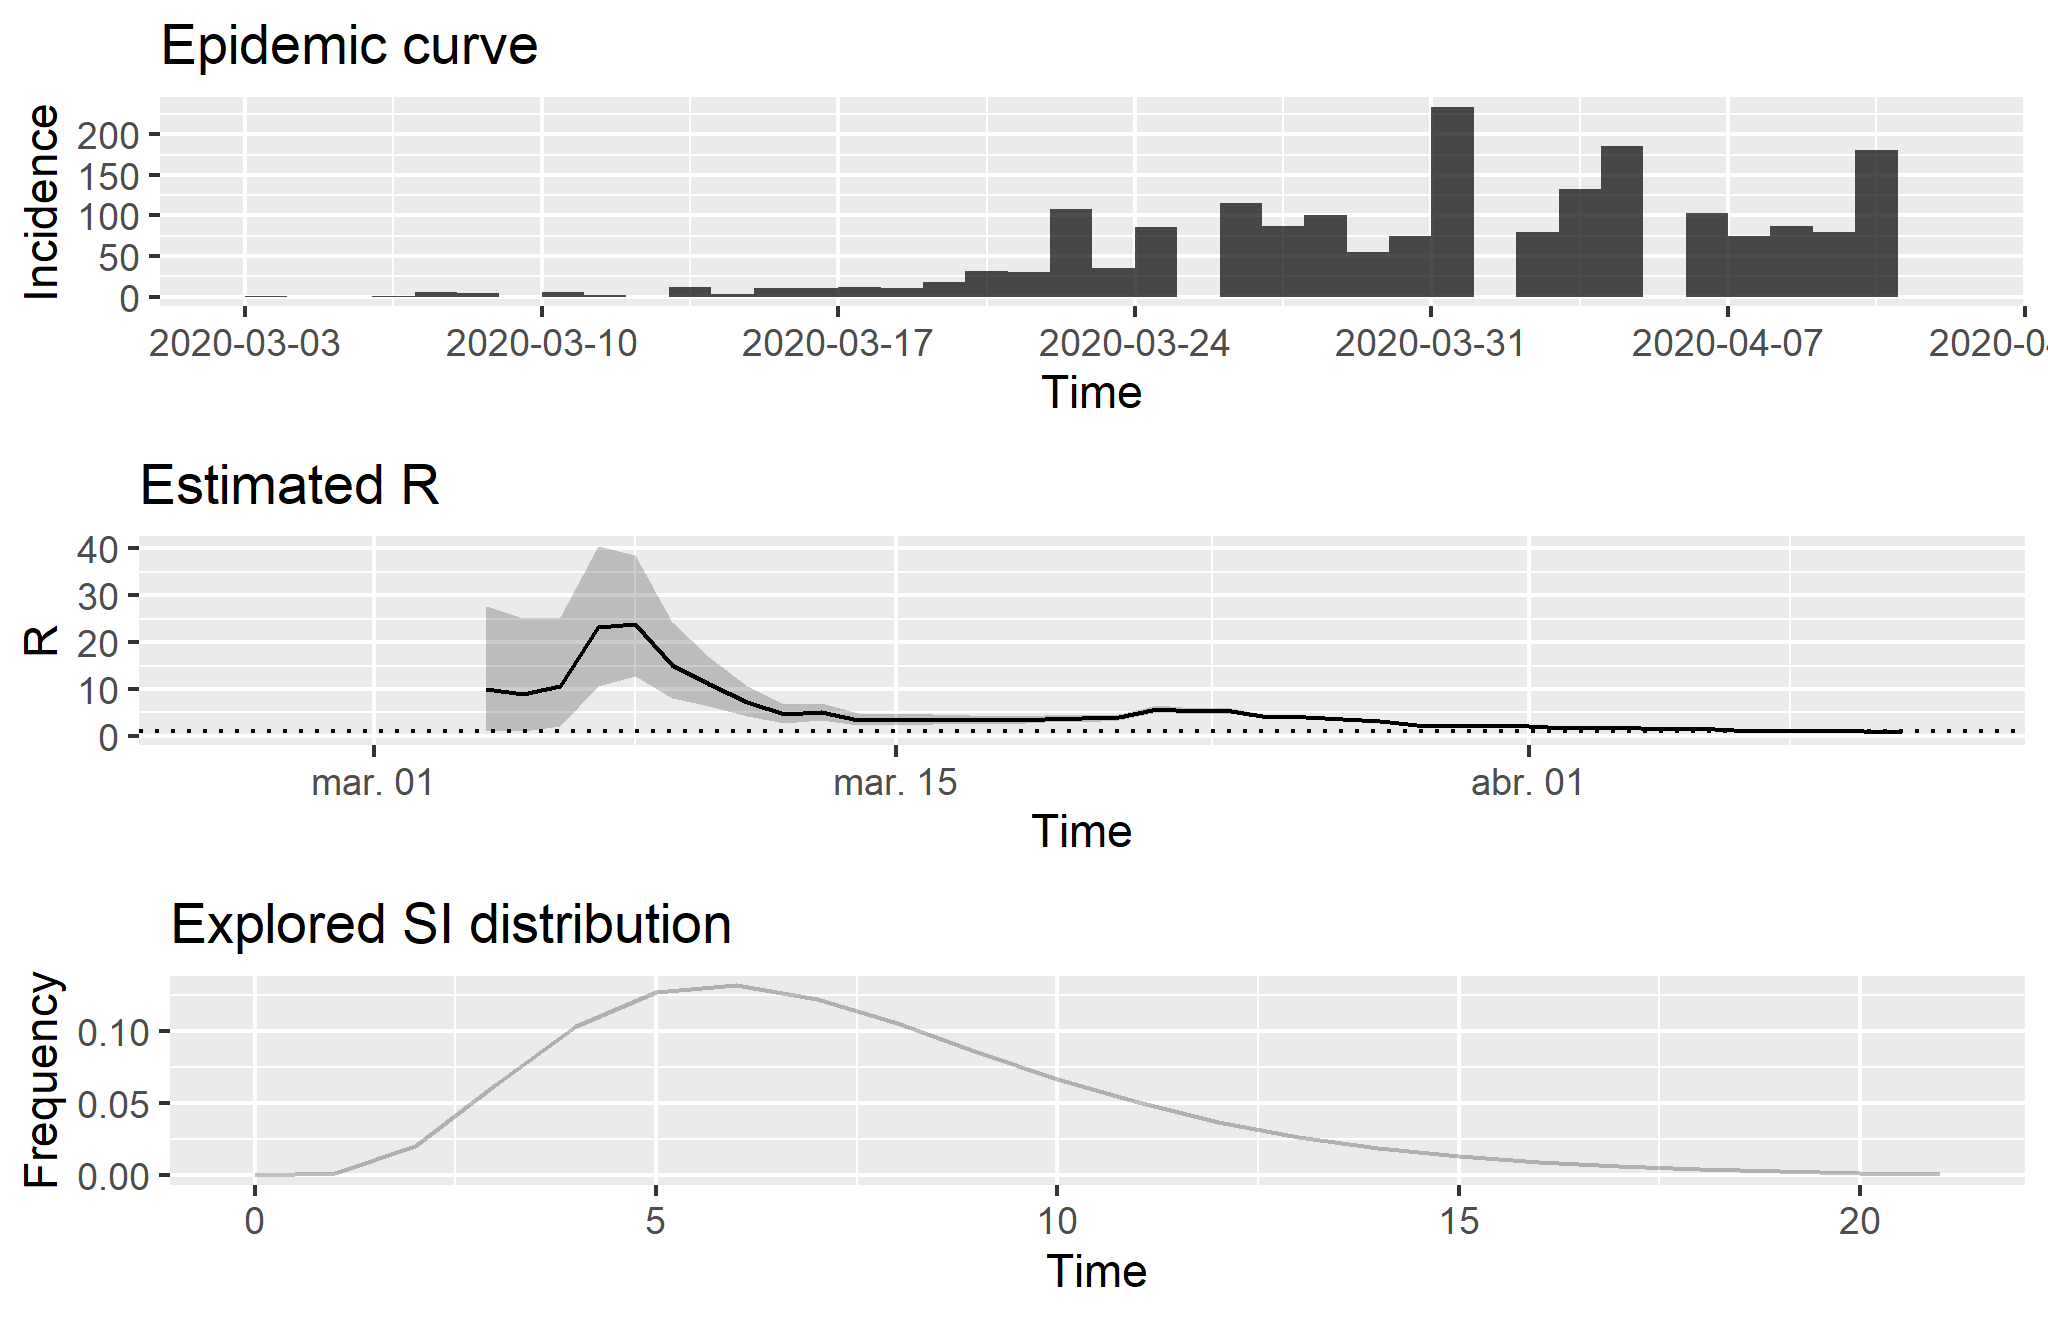 Epidemic curve
Incidence
200
150
100
50
0
2020-03-03 2020-03-10 2020-03-17 2020-03-24 2020-03-31 2020-04-07 2020-04
Time
Estimated R
R
40
30
20
10
0
mar. 01 mar. 15 abr. 01
Time
Explored SI distribution
Frequency
0.10
0.05
0.00
0 5 10 15 20
Time